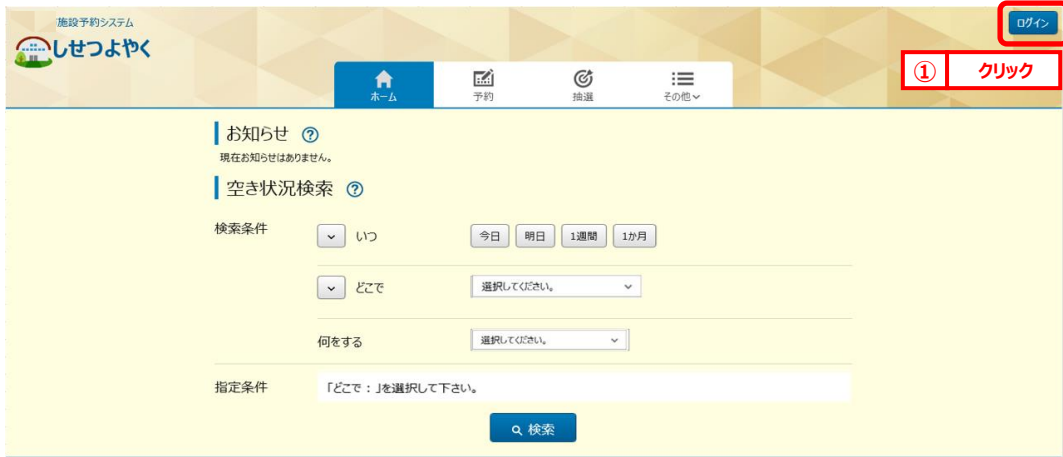 施設予約システム
しせつよやく
ログイン
① クリック
ホーム 予約 抽選 その他
お知らせ ?
現在お知らせはありません。
空き状況検索 ?
検索条件 いつ 今日 明日 1週間 1か月
どこで 選択してください。
何をする 選択してください。
指定条件 「どこで：」を選択して下さい。
検索